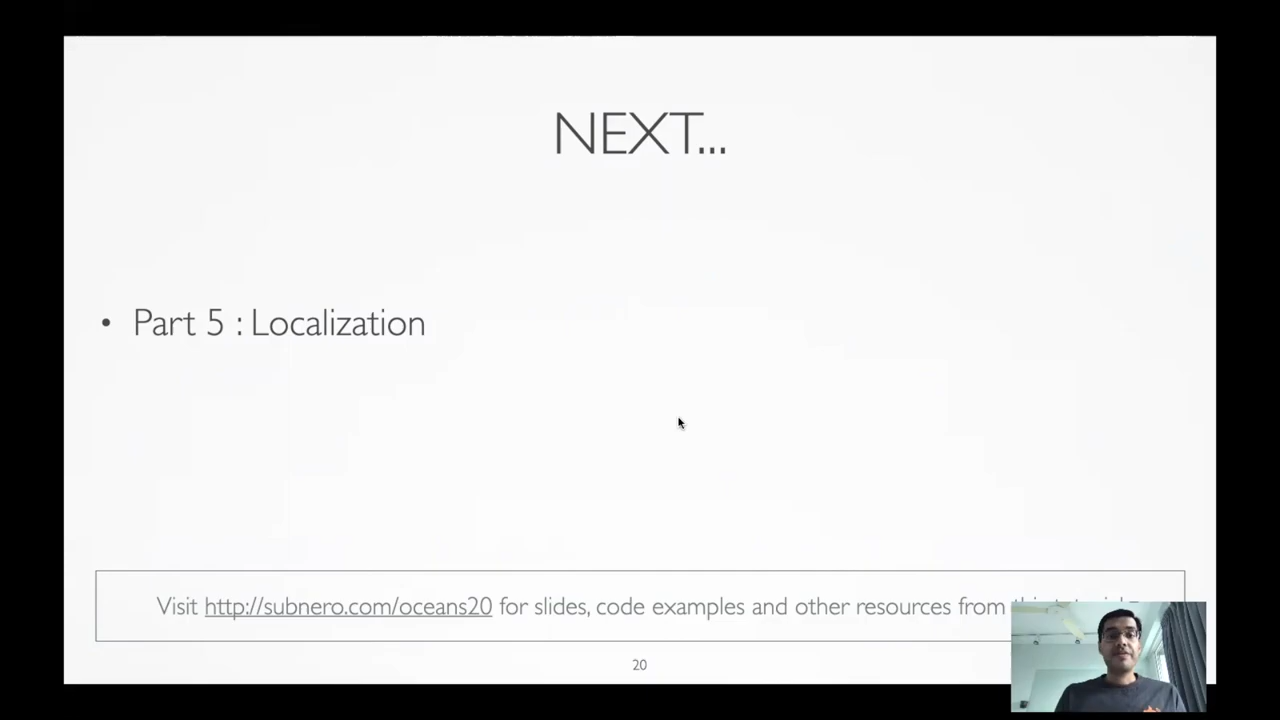 NEXT...
• Part 5 : Localization
Visit http://subnero.com/oceans20 for slides, code examples and other resources from
20